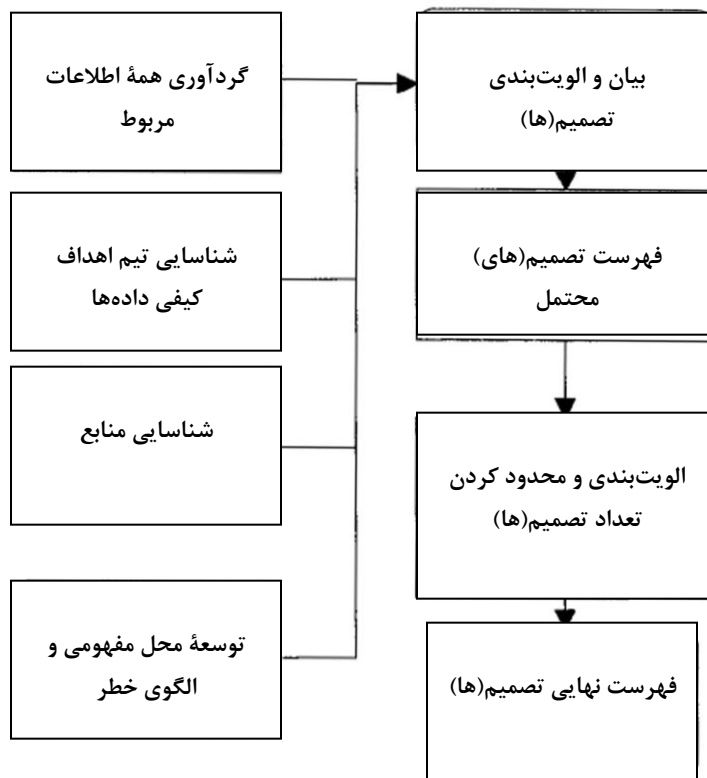 گردآوری همهٔ اطلاعات
مربوط
شناسایی تیم اهداف
کیفی داده‌ها
شناسایی منابع
توسعهٔ محل مفهومی و
الگوی خطر
بیان و الویت‌بندی
تصمیم(ها)
فهرست تصمیم(های)
محتمل
الویت‌بندی و محدود کردن
تعداد تصمیم(ها)
فهرست نهایی تصمیم(ها)